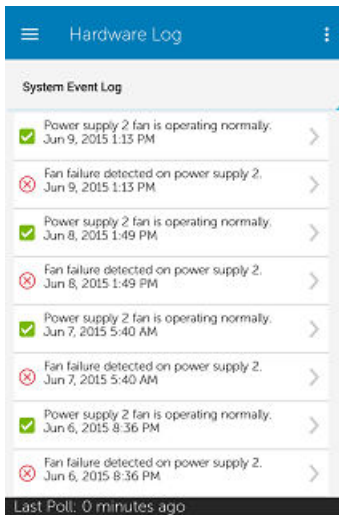 Hardware Log
System Event Log
Power supply 2 fan is operating normally.
Jun 9, 2015 1:13 PM
Fan failure detected on power supply 2.
Jun 9, 2015 1:13 PM
Power supply 2 fan is operating normally.
Jun 8, 2015 1:49 PM
Fan failure detected on power supply 2.
Jun 8, 2015 1:49 PM
Power supply 2 fan is operating normally.
Jun 7, 2015 5:40 AM
Fan failure detected on power supply 2.
Jun 7, 2015 5:40 AM
Power supply 2 fan is operating normally.
Jun 6, 2015 8:36 PM
Fan failure detected on power supply 2.
Jun 6, 2015 8:36 PM
Last Poll: 0 minutes ago